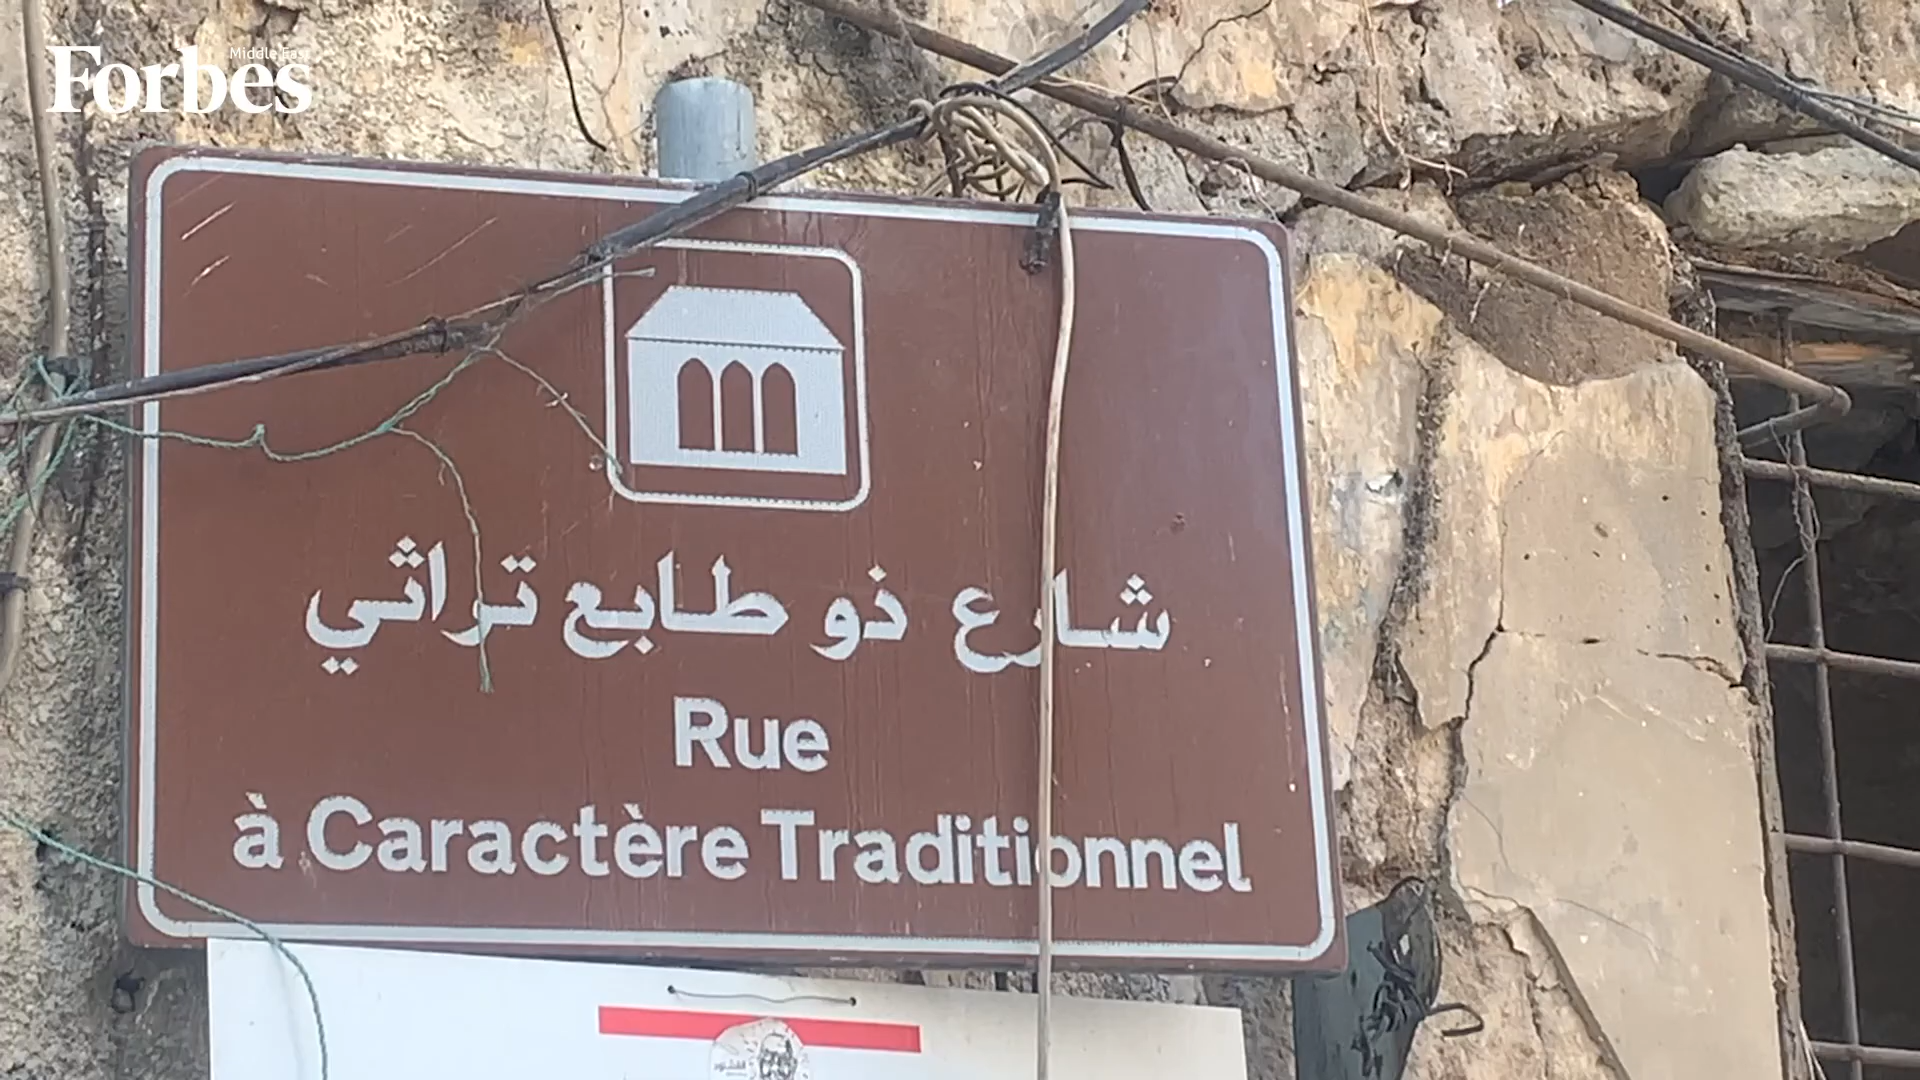 Forbes
Middle East
شارع ذو طابع تراثي
Rue
à Caractère Traditionnel